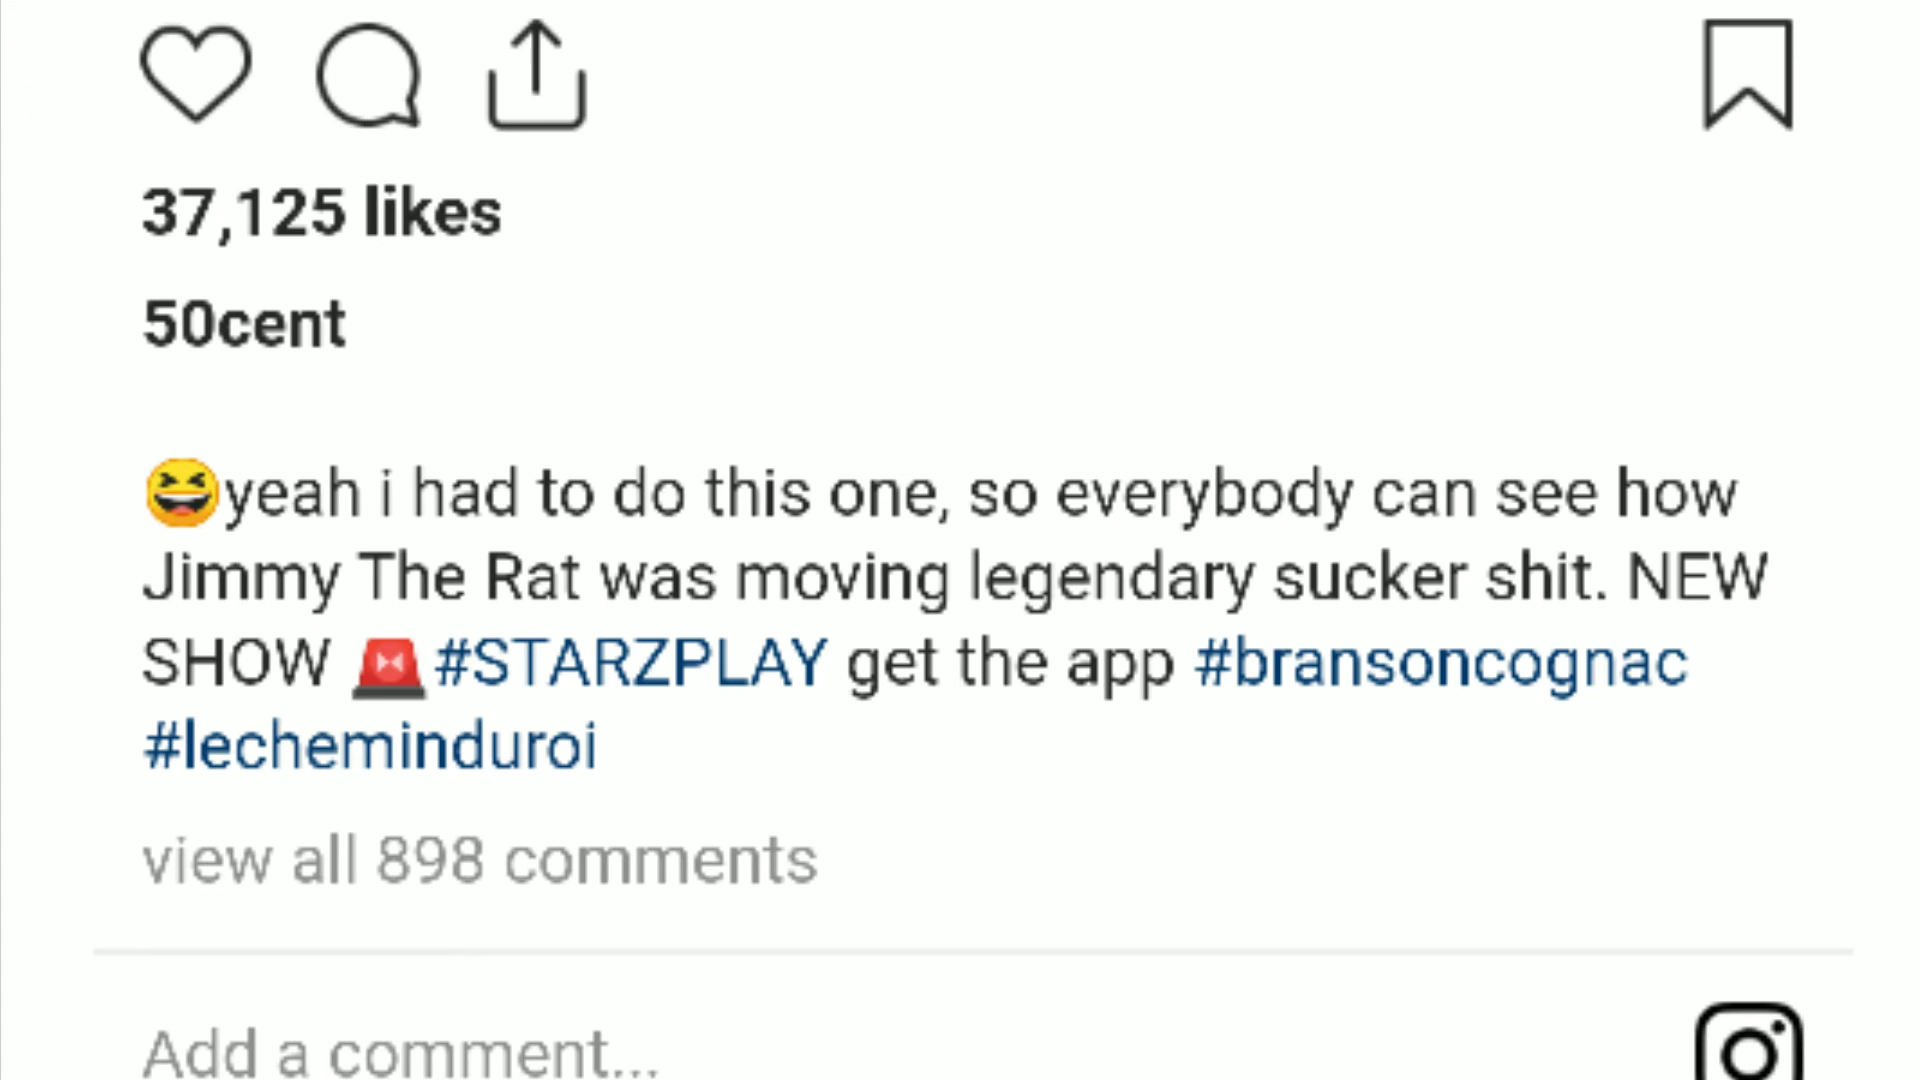 37,125 likes
50cent
😆yeah i had to do this one, so everybody can see how
Jimmy The Rat was moving legendary sucker shit. NEW
SHOW 🚨#STARZPLAY get the app #bransoncognac
#lecheminduroi
view all 898 comments
Add a comment...